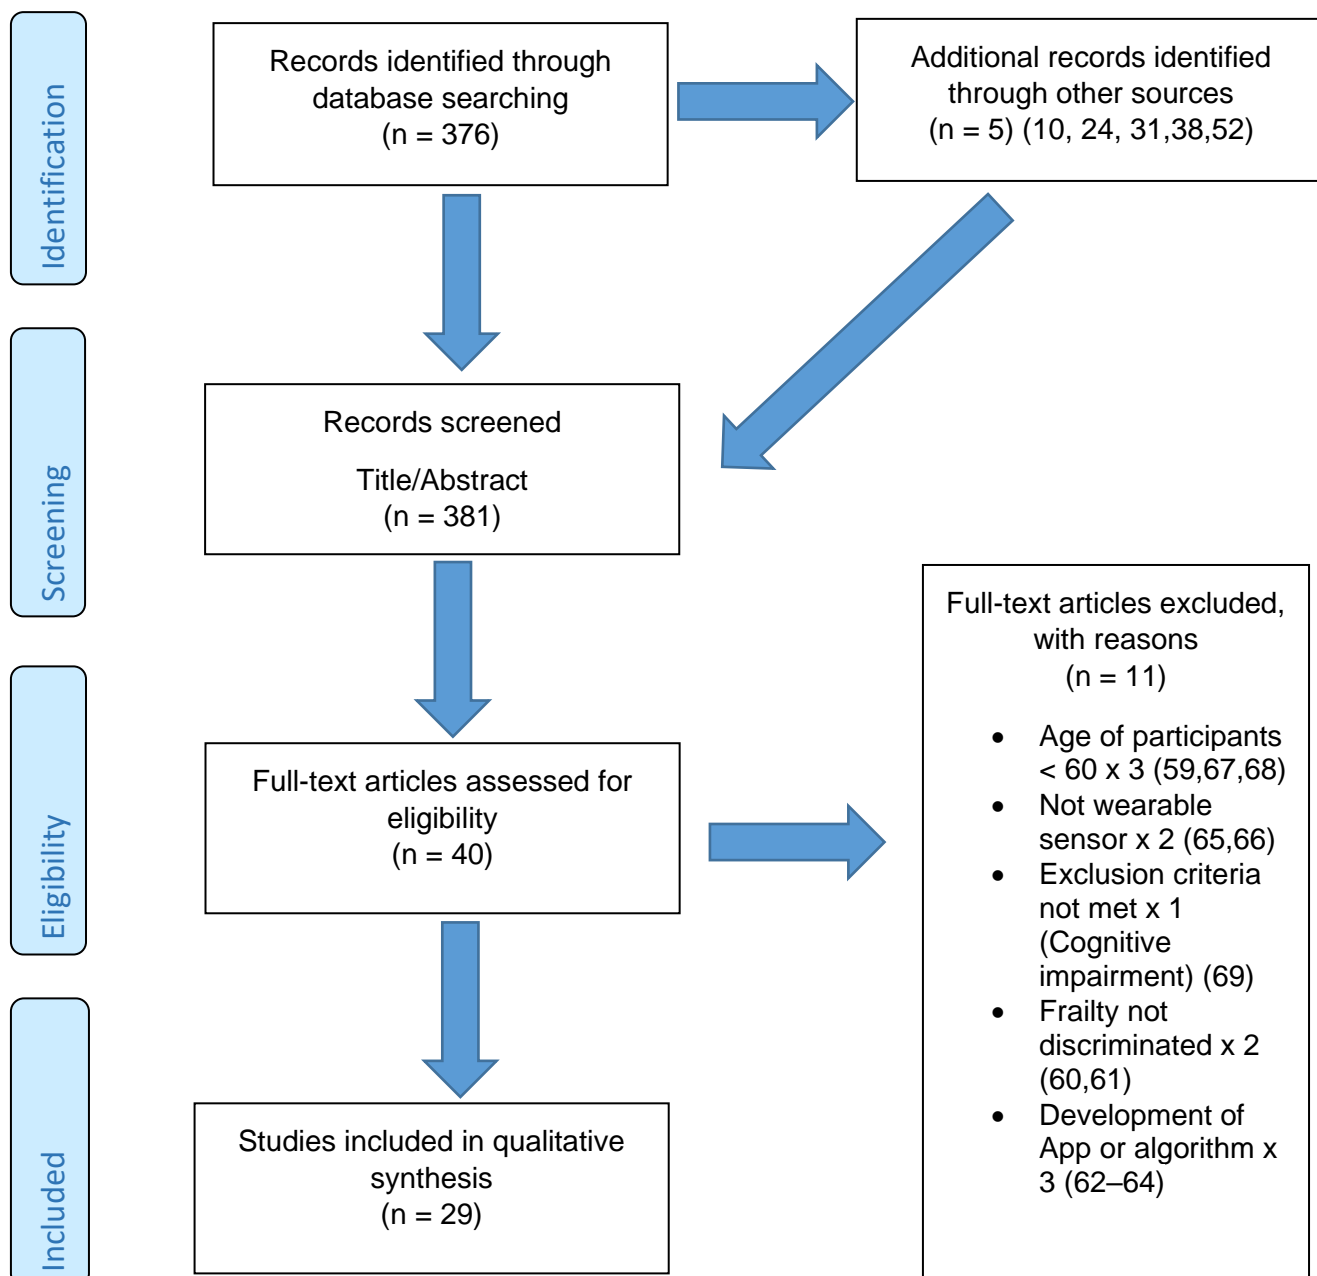 Identification
Records identified through
database searching
(n = 376)
Additional records identified
through other sources
(n = 5) (10, 24, 31,38,52)
Screening
Records screened
Title/Abstract
(n = 381)
Eligibility
Full-text articles assessed for
eligibility
(n = 40)
Full-text articles excluded,
with reasons
(n = 11)
• Age of participants
< 60 x 3 (59,67,68)
• Not wearable
sensor x 2 (65,66)
• Exclusion criteria
not met x 1
(Cognitive
impairment) (69)
• Frailty not
discriminated x 2
(60,61)
• Development of
App or algorithm x
3 (62–64)
Included
Studies included in qualitative
synthesis
(n = 29)